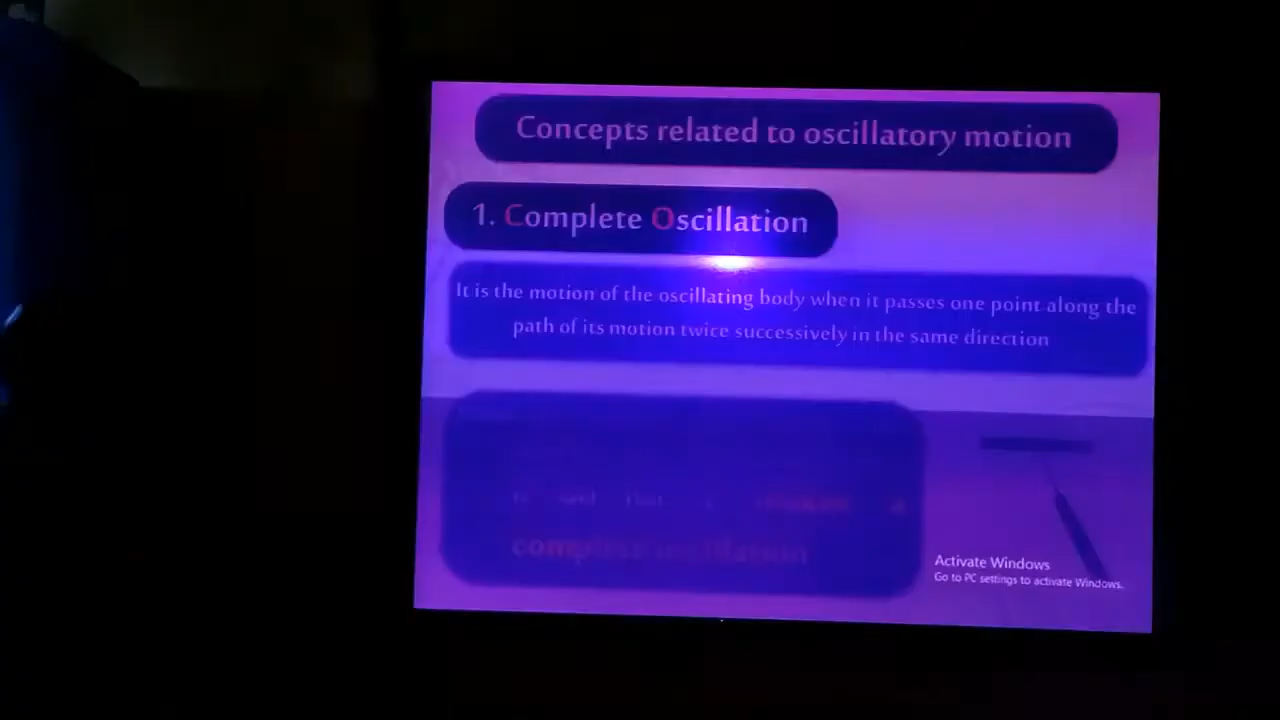 Concepts related to oscillatory motion
1. Complete Oscillation
It is the motion of the oscillating body when it passes one point along the
path of its motion twice successively in the same direction
complete oscillation
Activate Windows
Go to PC settings to activate Windows.